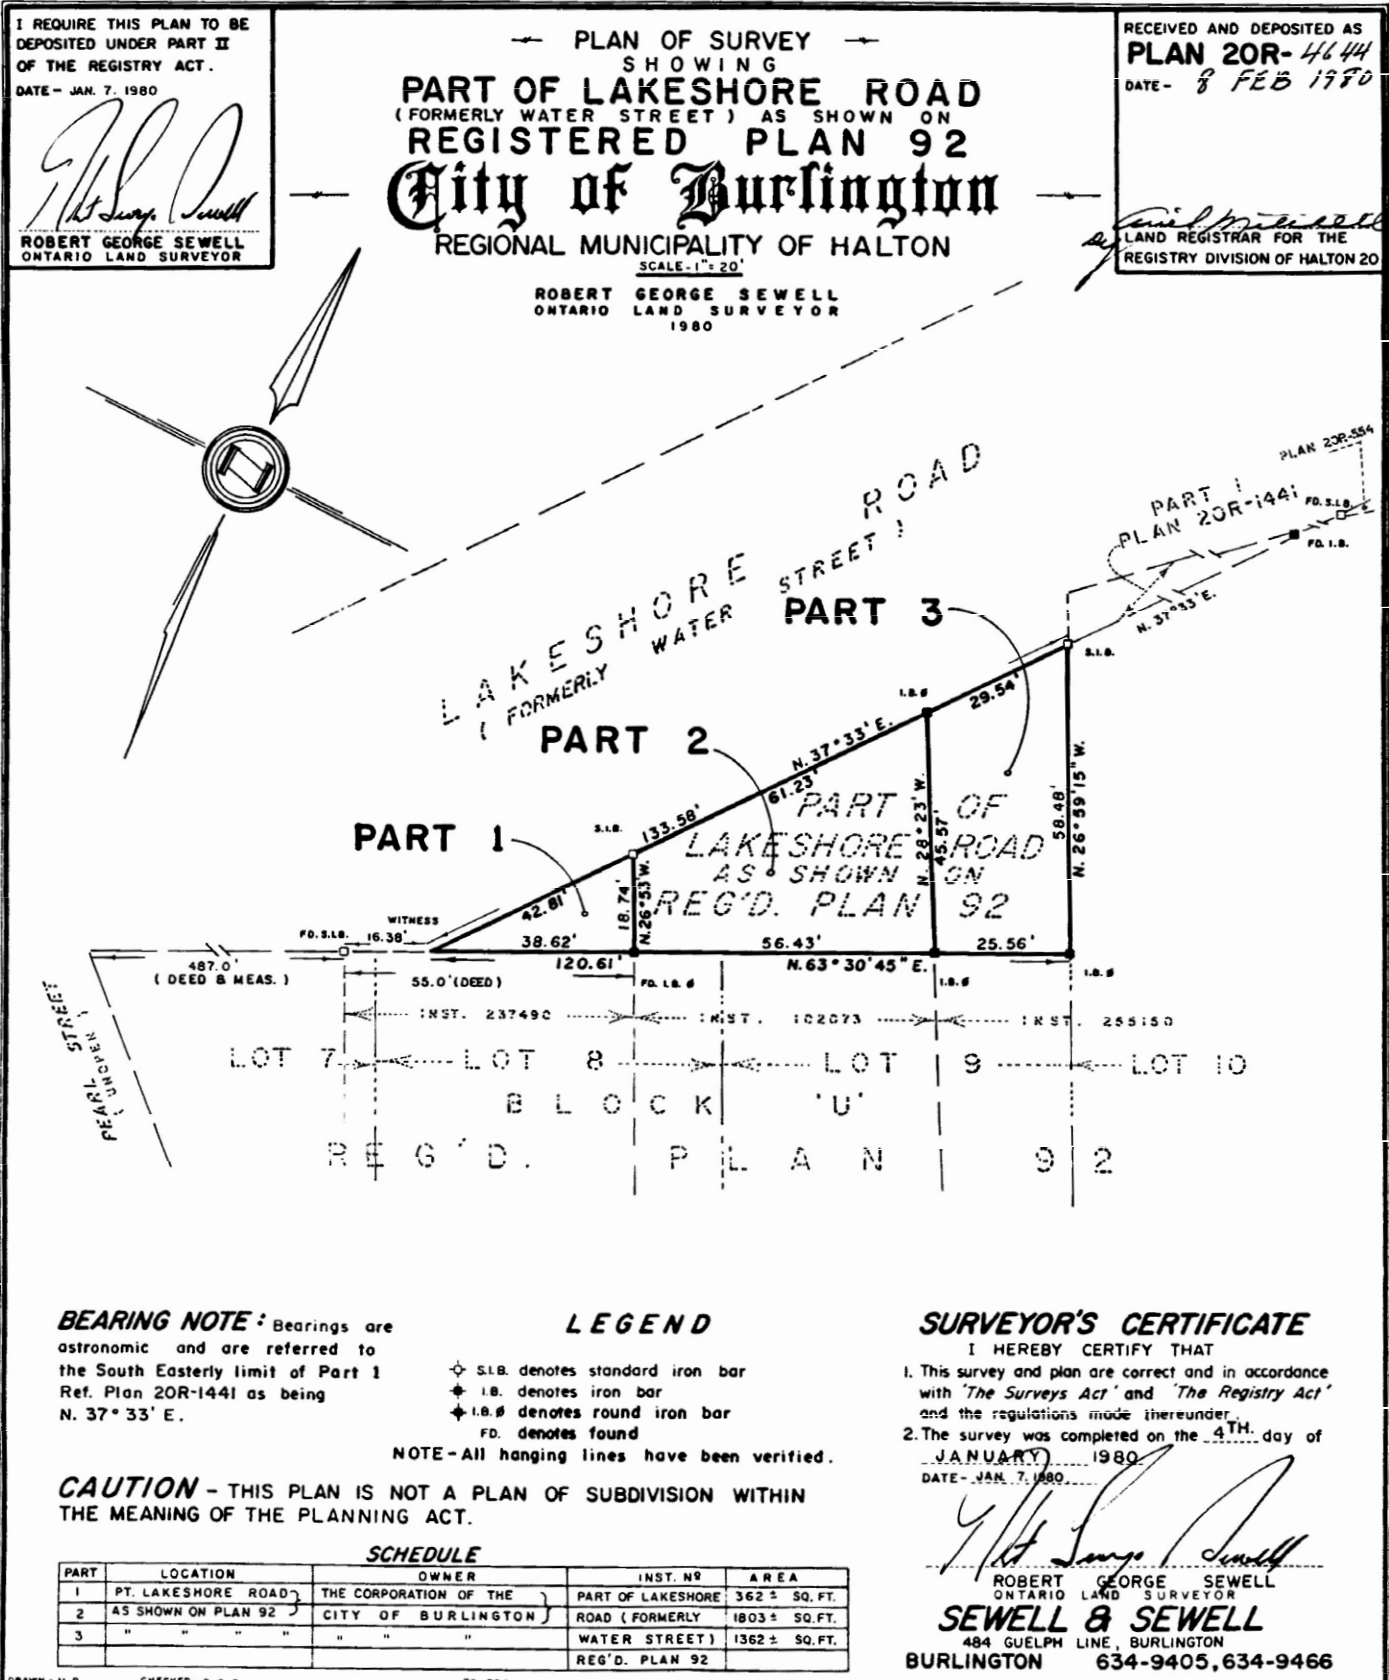 I REQUIRE THIS PLAN TO BE
DEPOSITED UNDER PART II
OF THE REGISTRY ACT.
DATE - JAN. 7. 1980
ROBERT GEORGE SEWELL
ONTARIO LAND SURVEYOR
PLAN OF SURVEY
SHOWING
PART OF LAKESHORE ROAD
(FORMERLY WATER STREET) AS SHOWN ON
REGISTERED PLAN 92
City of Burlington
REGIONAL MUNICIPALITY OF HALTON
SCALE - 1" = 20'
ROBERT GEORGE SEWELL
ONTARIO LAND SURVEYOR
1980
RECEIVED AND DEPOSITED AS
PLAN 20R-4644
DATE - 8 FEB 1980
LAND REGISTRAR FOR THE
REGISTRY DIVISION OF HALTON 20
PLAN 20R-554
PART 1
PLAN 20R-1441
FD. S.I.B.
FD. I.B.
N. 37°33' E.
LAKESHORE ROAD
( FORMERLY WATER STREET )
PART 3
S.I.B.
I.B.Ø
29.54'
PART 2
N. 37°33' E.
61.23'
133.58'
S.I.B.
PART OF
LAKESHORE ROAD
AS SHOWN ON
REG'D. PLAN 92
N. 28°23' W.
45.57'
58.48'
N. 26°59'15" W.
PART 1
42.81'
18.74'
N. 26°53' W.
WITNESS
FD. S.I.B.
16.38'
38.62'
56.43'
25.56'
487.0'
( DEED & MEAS. )
120.61'
N. 63°30'45" E.
55.0' (DEED)
FD. I.B.Ø
I.B.Ø
I.B.Ø
INST. 237490
INST. 102073
INST. 255150
PEARL STREET
( UNOPEN )
LOT 7
LOT 8
LOT 9
LOT 10
BLOCK 'U'
REG'D. PLAN 92
BEARING NOTE : Bearings are
astronomic and are referred to
the South Easterly limit of Part 1
Ref. Plan 20R-1441 as being
N. 37° 33' E.
LEGEND
S.I.B. denotes standard iron bar
I.B. denotes iron bar
I.B.Ø denotes round iron bar
FD. denotes found
NOTE - All hanging lines have been verified.
CAUTION - THIS PLAN IS NOT A PLAN OF SUBDIVISION WITHIN
THE MEANING OF THE PLANNING ACT.
SURVEYOR'S CERTIFICATE
I HEREBY CERTIFY THAT
1. This survey and plan are correct and in accordance
with 'The Surveys Act' and 'The Registry Act'
and the regulations made thereunder.
2. The survey was completed on the 4TH. day of
JANUARY 1980
DATE - JAN. 7. 1980
ROBERT GEORGE SEWELL
ONTARIO LAND SURVEYOR
SEWELL & SEWELL
484 GUELPH LINE, BURLINGTON
BURLINGTON 634-9405, 634-9466
SCHEDULE
PART LOCATION OWNER INST. Nº AREA
1 PT. LAKESHORE ROAD THE CORPORATION OF THE PART OF LAKESHORE 362 ± SQ. FT.
2 AS SHOWN ON PLAN 92 CITY OF BURLINGTON ROAD ( FORMERLY 1803 ± SQ. FT.
3 " " " " " " " WATER STREET ) 1362 ± SQ. FT.
REG'D. PLAN 92